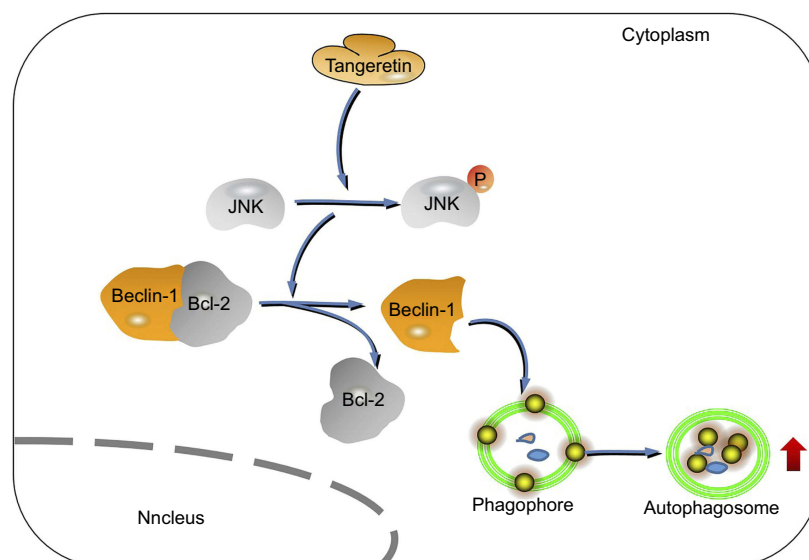 Cytoplasm
Tangeretin
P
JNK
JNK
Beclin-1
Bcl-2
Beclin-1
Bcl-2
Phagophore
Autophagosome
Nncleus